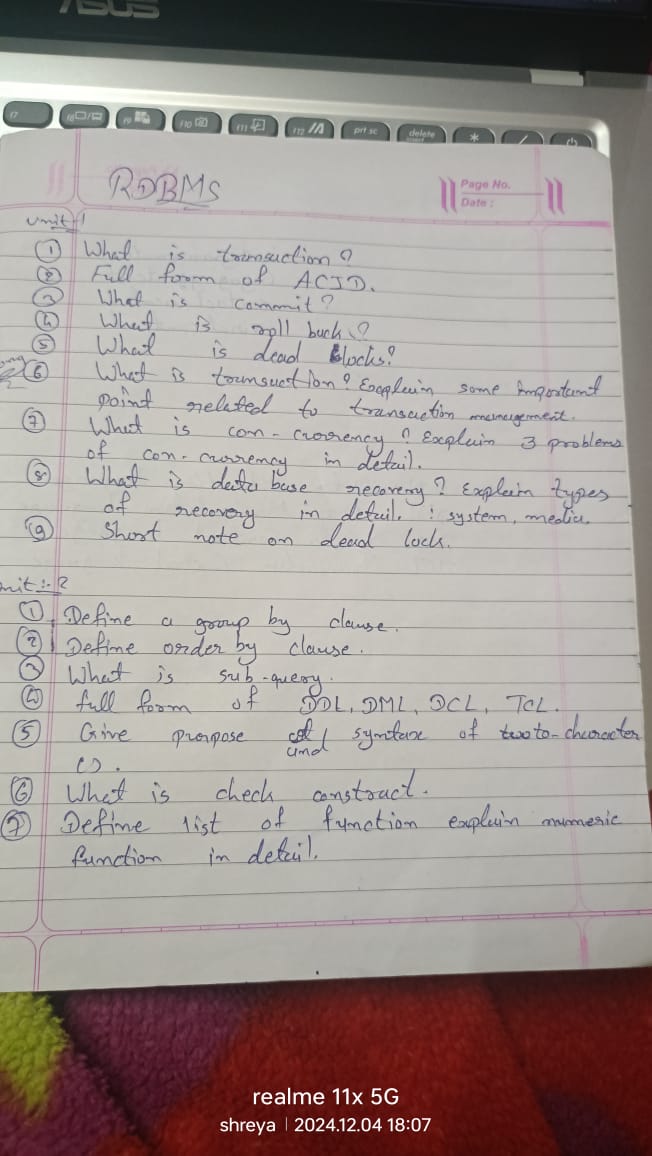 ASUS
F7
F8
F9
F10
F11
F12
prt sc
delete
insert
RDBMS
Page No.
Date :
unit 1
① What is transuction?
② Full form of ACID.
③ What is commit?
④ What is roll back?
⑤ What is dead locks?
⑥ What is transuction? Explain some important
point related to transaction management.
⑦ What is con-currency? Explain 3 problems
of con-currency in detail.
⑧ What is data base recovery? Explain types
of recovery in detail. : system, media.
⑨ Short note on dead lock.
nit :- 2
① Define a group by clause.
② Define order by clause.
③ What is sub-query.
④ full form of DDL, DML, DCL, TCL.
⑤ Give prupose and syntax of to-character
().
⑥ What is check constract.
⑦ Define list of function explain numeric
function in detail.
realme 11x 5G
shreya | 2024.12.04 18:07